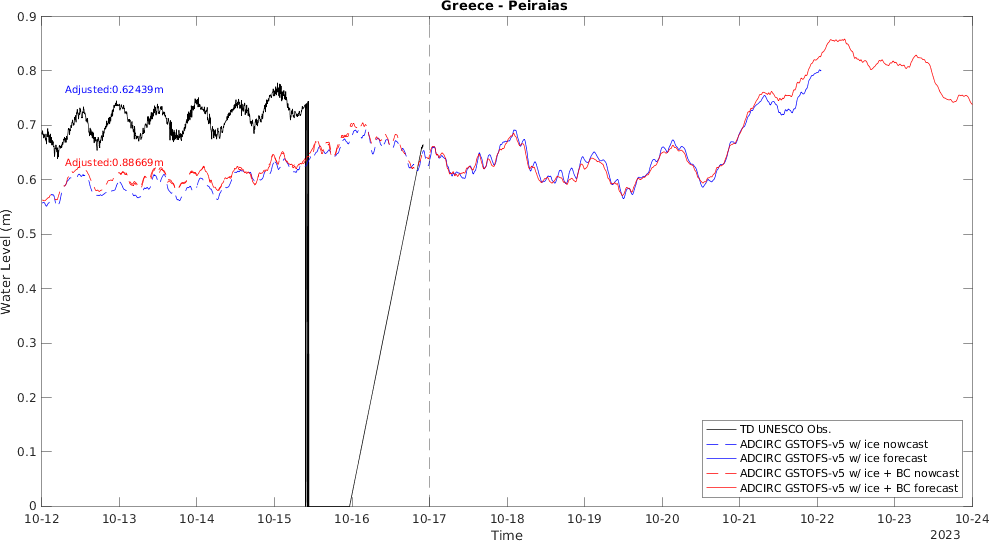 Greece - Peiraias
0.9
0.8
0.7
0.6
0.5
0.4
0.3
0.2
0.1
0
Water Level (m)
Adjusted:0.62439m
Adjusted:0.88669m
TD UNESCO Obs.
ADCIRC GSTOFS-v5 w/ ice nowcast
ADCIRC GSTOFS-v5 w/ ice forecast
ADCIRC GSTOFS-v5 w/ ice + BC nowcast
ADCIRC GSTOFS-v5 w/ ice + BC forecast
10-12 10-13 10-14 10-15 10-16 10-17 10-18 10-19 10-20 10-21 10-22 10-23 10-24
Time
2023